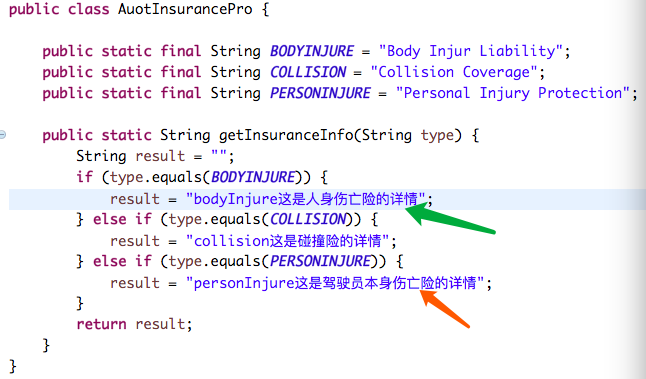 public class AuotInsurancePro {
public static final String BODYINJURE = "Body Injur Liability";
public static final String COLLISION = "Collision Coverage";
public static final String PERSONINJURE = "Personal Injury Protection";
public static String getInsuranceInfo(String type) {
String result = "";
if (type.equals(BODYINJURE)) {
result = "bodyInjure这是人身伤亡险的详情";
} else if (type.equals(COLLISION)) {
result = "collision这是碰撞险的详情";
} else if (type.equals(PERSONINJURE)) {
result = "personInjure这是驾驶员本身伤亡险的详情";
}
return result;
}
}